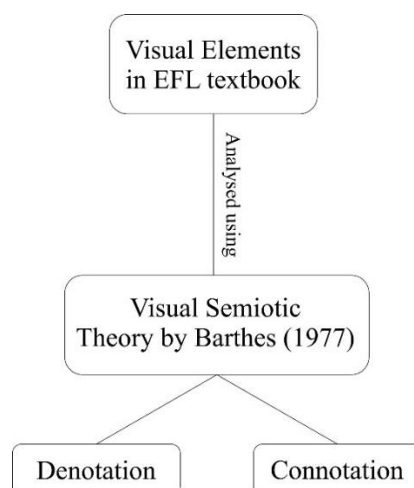 Visual Elements
in EFL textbook
Analysed using
Visual Semiotic
Theory by Barthes (1977)
Denotation
Connotation